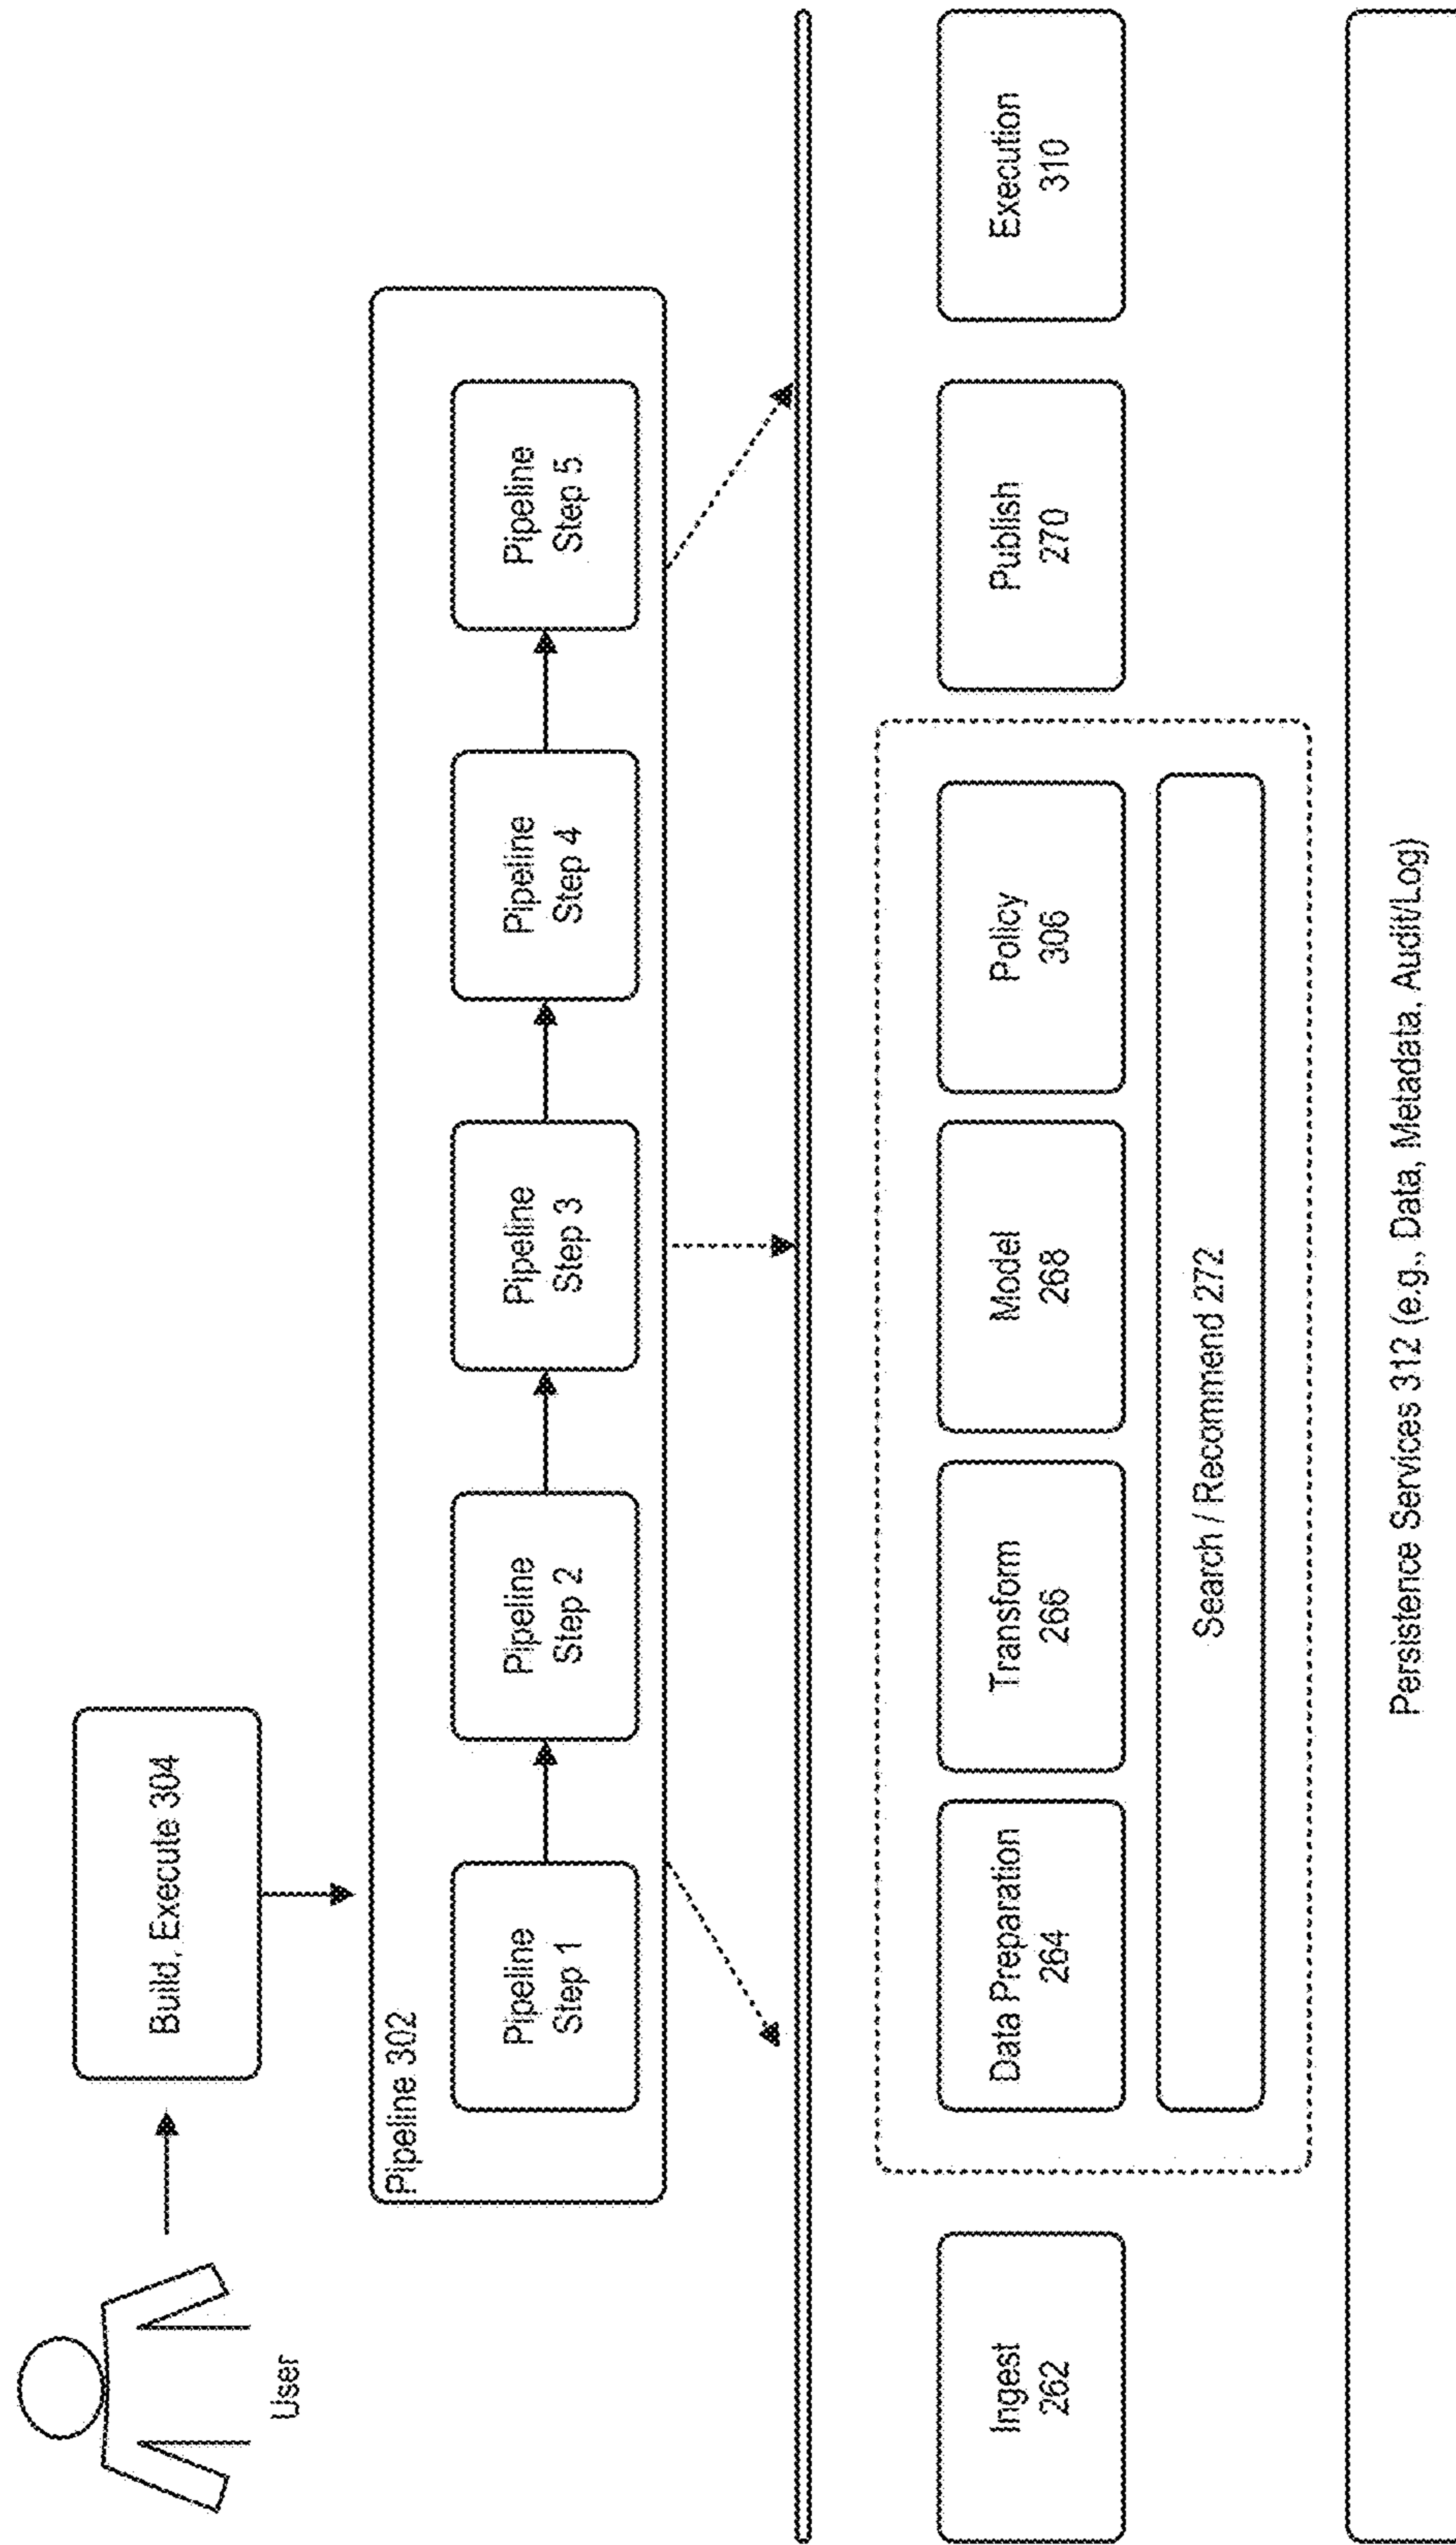 User
Build, Execute 304
Pipeline 302
Pipeline
Step 1
Pipeline
Step 2
Pipeline
Step 3
Pipeline
Step 4
Pipeline
Step 5
Ingest
262
Data Preparation
264
Transform
266
Model
268
Policy
306
Search / Recommend 272
Publish
270
Execution
310
Persistence Services 312 (e.g., Data, Metadata, Audit/Log)